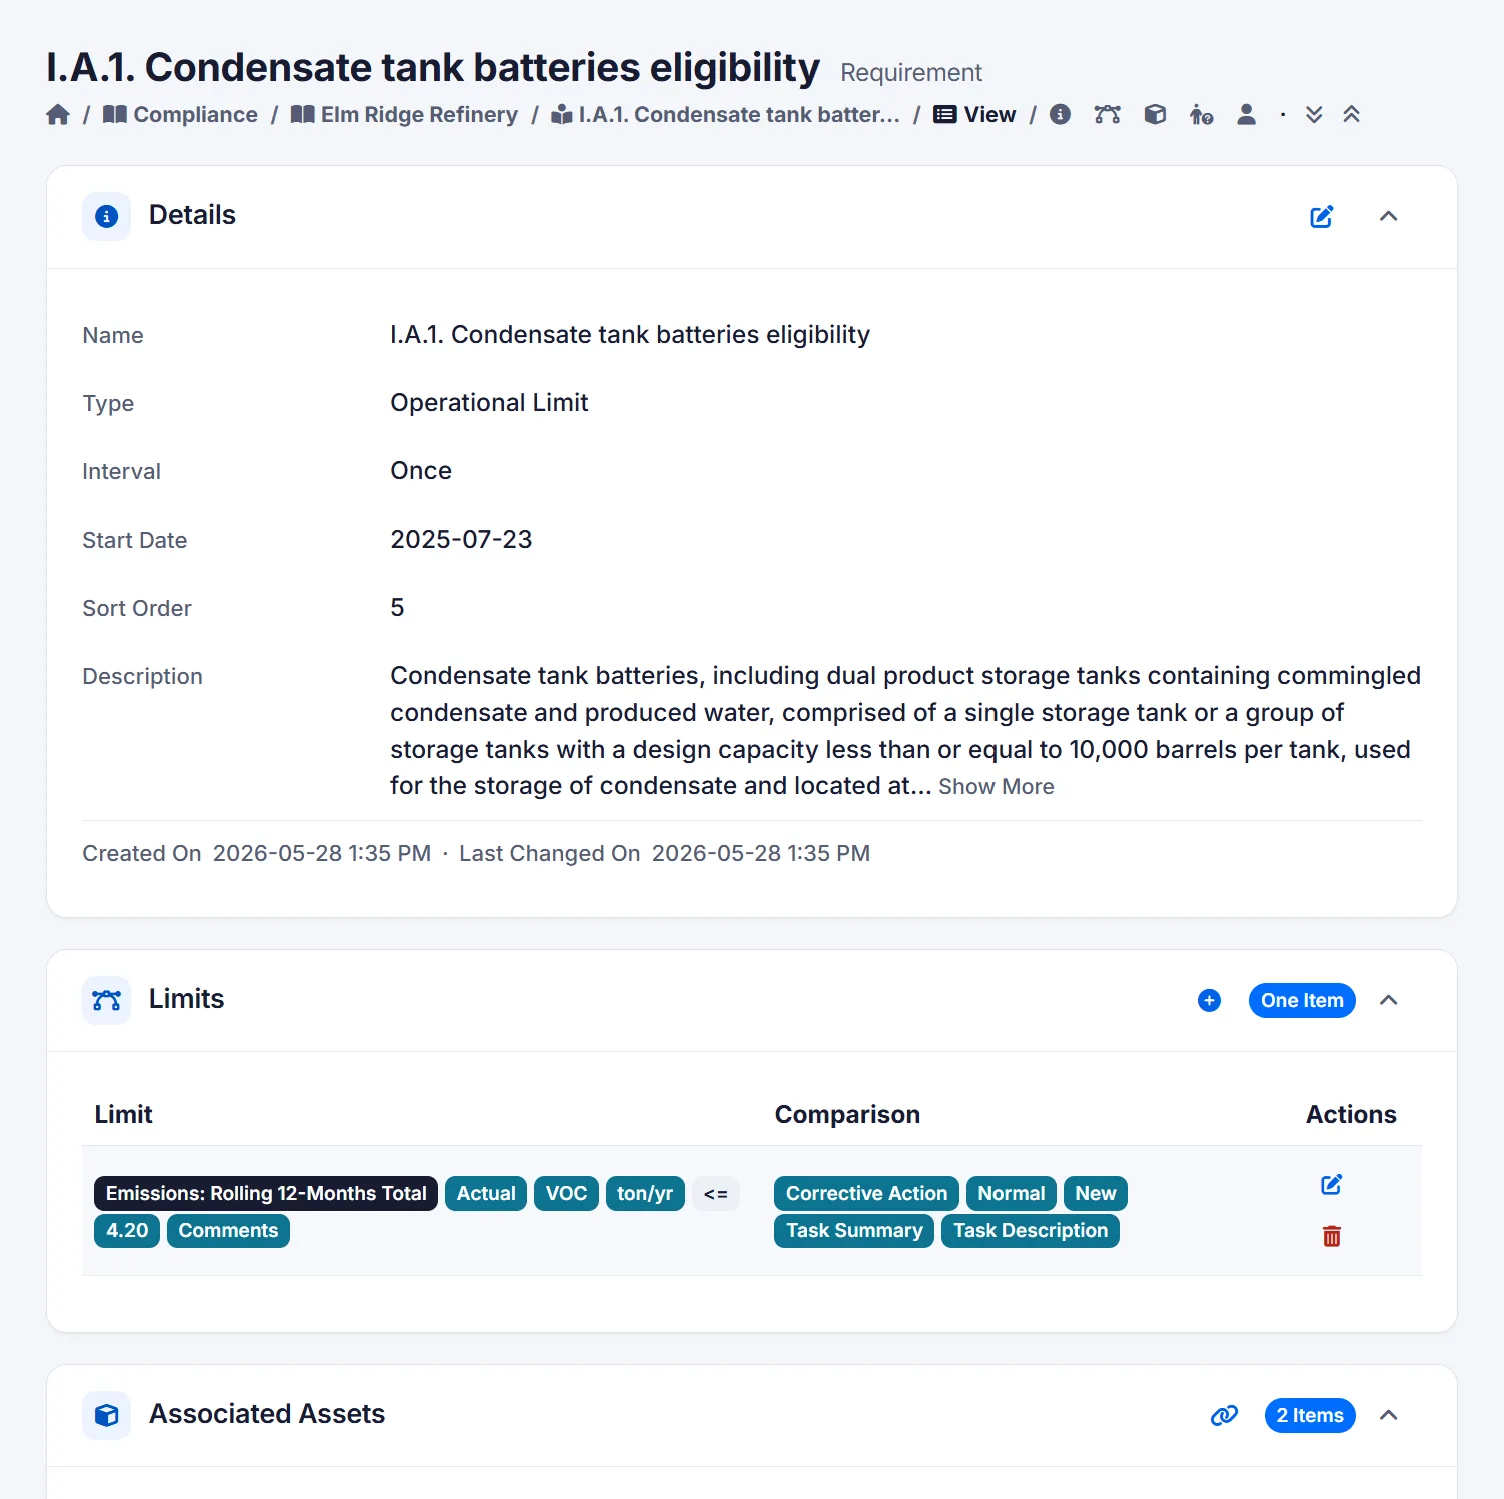 I.A.1. Condensate tank batteries eligibility Requirement
/ Compliance / Elm Ridge Refinery / I.A.1. Condensate tank batter... / View / ·
Details
Name I.A.1. Condensate tank batteries eligibility
Type Operational Limit
Interval Once
Start Date 2025-07-23
Sort Order 5
Description Condensate tank batteries, including dual product storage tanks containing commingled
condensate and produced water, comprised of a single storage tank or a group of
storage tanks with a design capacity less than or equal to 10,000 barrels per tank, used
for the storage of condensate and located at... Show More
Created On 2026-05-28 1:35 PM · Last Changed On 2026-05-28 1:35 PM
Limits One Item
Limit Comparison Actions
Emissions: Rolling 12-Months Total Actual VOC ton/yr <= Corrective Action Normal New
4.20 Comments Task Summary Task Description
Associated Assets 2 Items